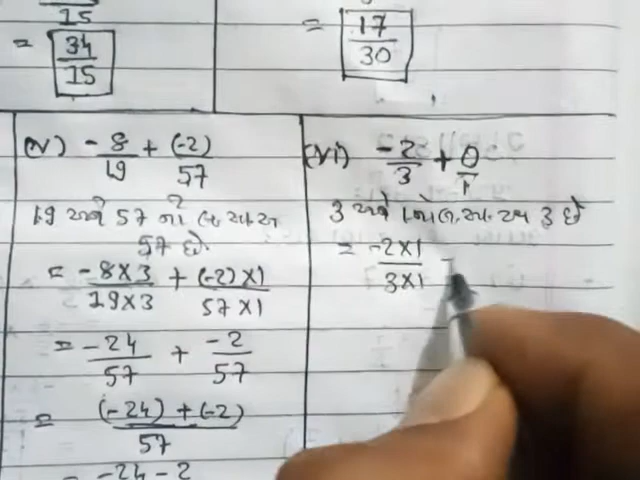 15
= 34/15
= 17/30
(v) -8/19 + (-2)/57
19 અને 57 નો લ.સા.અ
57 છે.
= -8×3/19×3 + (-2)×1/57×1
= -24/57 + -2/57
= (-24) + (-2)/57
= -24 - 2
(vi) -2/3 + 0/1
3 અને 1નો લ.સા.અ 3 છે
= -2×1/3×1